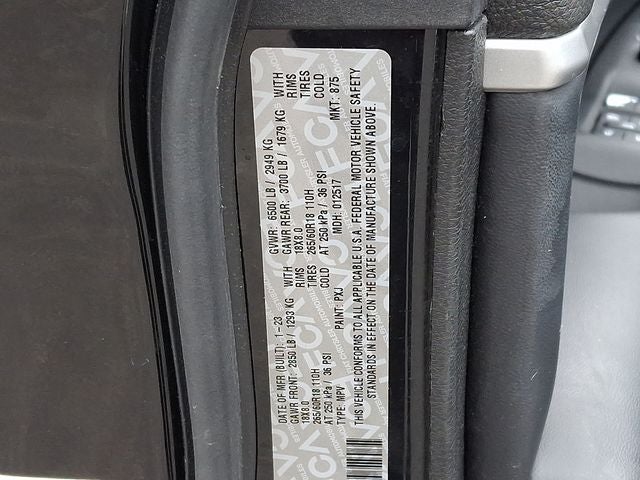 DATE OF MFR (BUILT): 1-23 GVWR: 6500 LB / 2949 KG
GAWR FRONT: 2850 LB / 1293 KG WITH GAWR REAR: 3700 LB / 1679 KG WITH
18X8.0 RIMS 18X8.0 RIMS
265/60R18 110H TIRES 265/60R18 110H TIRES
AT 250 kPa / 36 PSI COLD AT 250 kPa / 36 PSI COLD
TYPE: MPV PAINT: PXJ MDH: 012517 MKT: 875
THIS VEHICLE CONFORMS TO ALL APPLICABLE U.S.A. FEDERAL MOTOR VEHICLE SAFETY
STANDARDS IN EFFECT ON THE DATE OF MANUFACTURE SHOWN ABOVE.